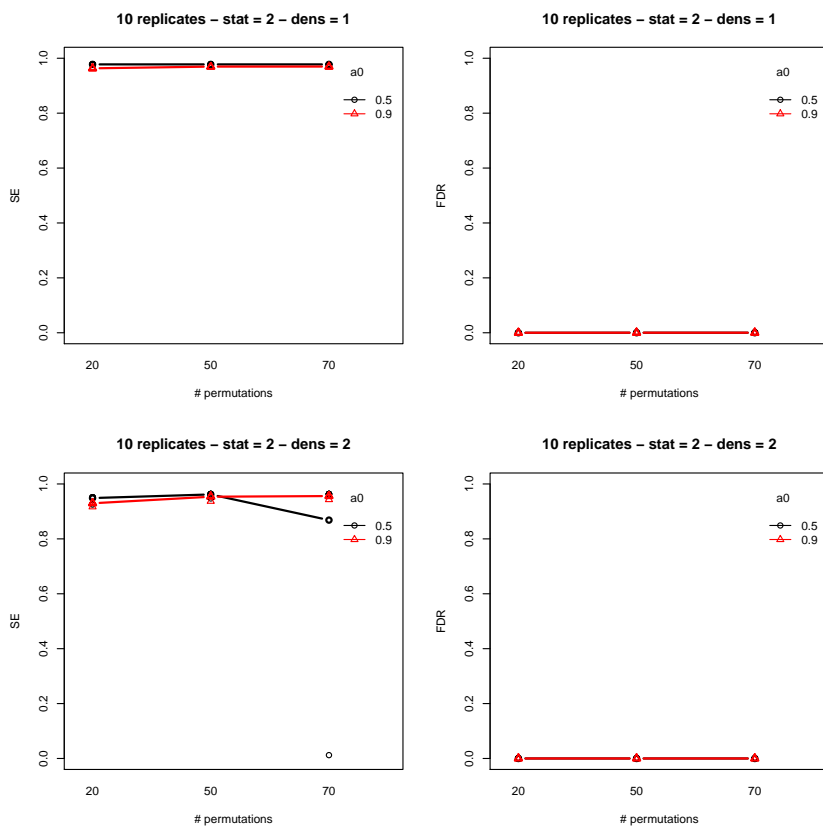 10 replicates – stat = 2 – dens = 1
SE
0.0
0.2
0.4
0.6
0.8
1.0
a0
0.5
0.9
20
50
70
# permutations
10 replicates – stat = 2 – dens = 1
FDR
0.0
0.2
0.4
0.6
0.8
1.0
a0
0.5
0.9
20
50
70
# permutations
10 replicates – stat = 2 – dens = 2
SE
0.0
0.2
0.4
0.6
0.8
1.0
a0
0.5
0.9
20
50
70
# permutations
10 replicates – stat = 2 – dens = 2
FDR
0.0
0.2
0.4
0.6
0.8
1.0
a0
0.5
0.9
20
50
70
# permutations